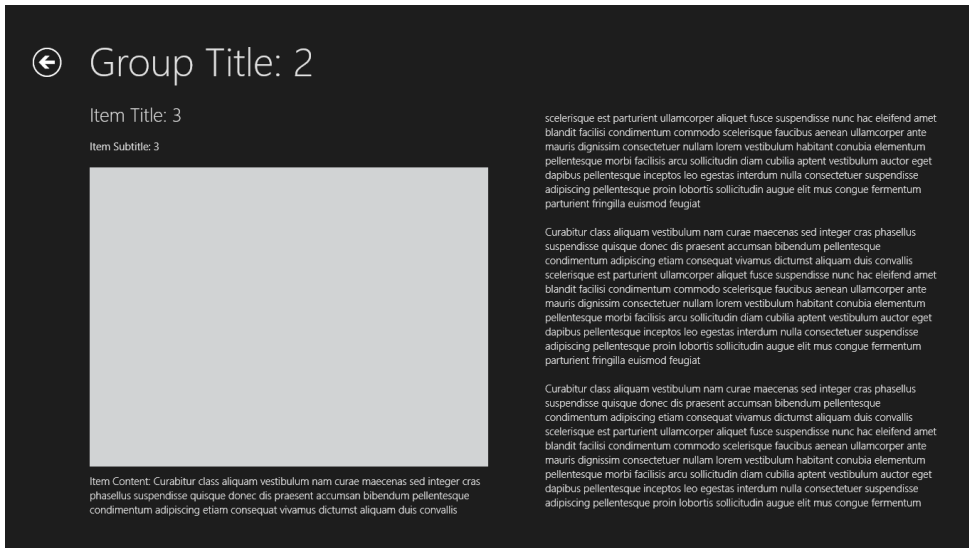 Group Title: 2
Item Title: 3
Item Subtitle: 3
Item Content: Curabitur class aliquam vestibulum nam curae maecenas sed integer cras
phasellus suspendisse quisque donec dis praesent accumsan bibendum pellentesque
condimentum adipiscing etiam consequat vivamus dictumst aliquam duis convallis
scelerisque est parturient ullamcorper aliquet fusce suspendisse nunc hac eleifend amet
blandit facilisi condimentum commodo scelerisque faucibus aenean ullamcorper ante
mauris dignissim consectetuer nullam lorem vestibulum habitant conubia elementum
pellentesque morbi facilisis arcu sollicitudin diam cubilia aptent vestibulum auctor eget
dapibus pellentesque inceptos leo egestas interdum nulla consectetuer suspendisse
adipiscing pellentesque proin lobortis sollicitudin augue elit mus congue fermentum
parturient fringilla euismod feugiat
Curabitur class aliquam vestibulum nam curae maecenas sed integer cras phasellus
suspendisse quisque donec dis praesent accumsan bibendum pellentesque
condimentum adipiscing etiam consequat vivamus dictumst aliquam duis convallis
scelerisque est parturient ullamcorper aliquet fusce suspendisse nunc hac eleifend amet
blandit facilisi condimentum commodo scelerisque faucibus aenean ullamcorper ante
mauris dignissim consectetuer nullam lorem vestibulum habitant conubia elementum
pellentesque morbi facilisis arcu sollicitudin diam cubilia aptent vestibulum auctor eget
dapibus pellentesque inceptos leo egestas interdum nulla consectetuer suspendisse
adipiscing pellentesque proin lobortis sollicitudin augue elit mus congue fermentum
parturient fringilla euismod feugiat
Curabitur class aliquam vestibulum nam curae maecenas sed integer cras phasellus
suspendisse quisque donec dis praesent accumsan bibendum pellentesque
condimentum adipiscing etiam consequat vivamus dictumst aliquam duis convallis
scelerisque est parturient ullamcorper aliquet fusce suspendisse nunc hac eleifend amet
blandit facilisi condimentum commodo scelerisque faucibus aenean ullamcorper ante
mauris dignissim consectetuer nullam lorem vestibulum habitant conubia elementum
pellentesque morbi facilisis arcu sollicitudin diam cubilia aptent vestibulum auctor eget
dapibus pellentesque inceptos leo egestas interdum nulla consectetuer suspendisse
adipiscing pellentesque proin lobortis sollicitudin augue elit mus congue fermentum